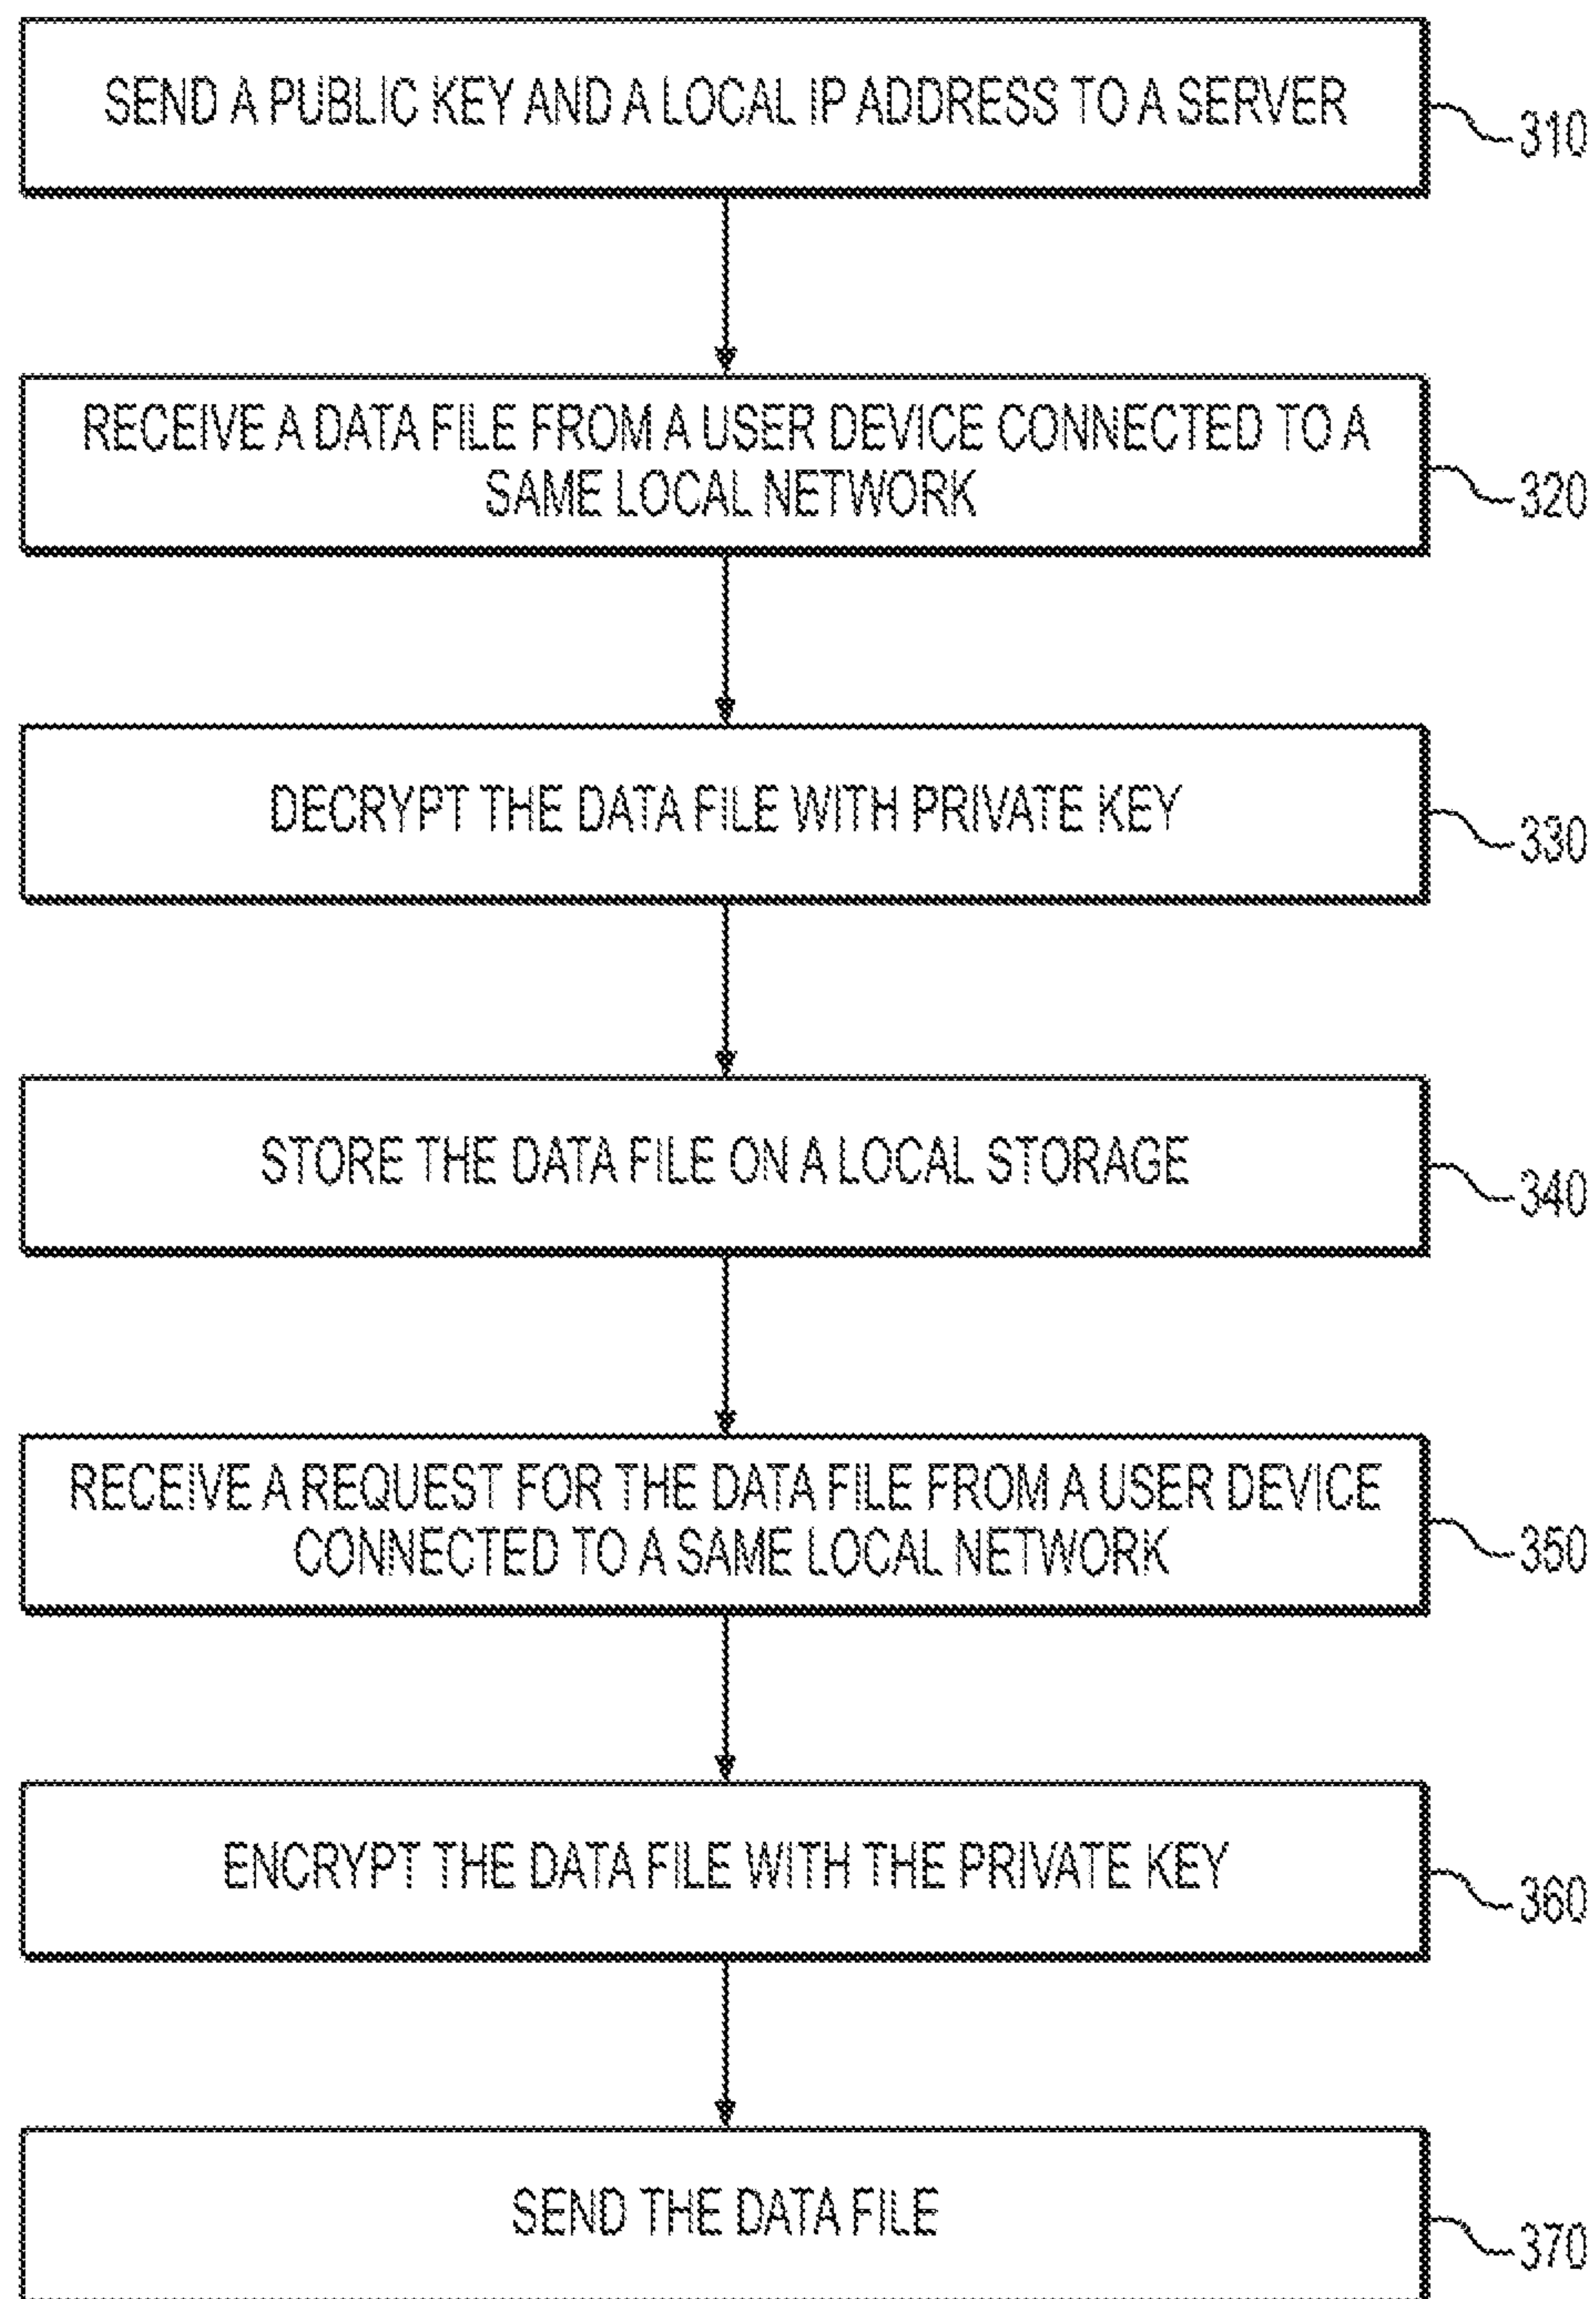 SEND A PUBLIC KEY AND A LOCAL IP ADDRESS TO A SERVER
310
RECEIVE A DATA FILE FROM A USER DEVICE CONNECTED TO A
SAME LOCAL NETWORK
320
DECRYPT THE DATA FILE WITH PRIVATE KEY
330
STORE THE DATA FILE ON A LOCAL STORAGE
340
RECEIVE A REQUEST FOR THE DATA FILE FROM A USER DEVICE
CONNECTED TO A SAME LOCAL NETWORK
350
ENCRYPT THE DATA FILE WITH THE PRIVATE KEY
360
SEND THE DATA FILE
370